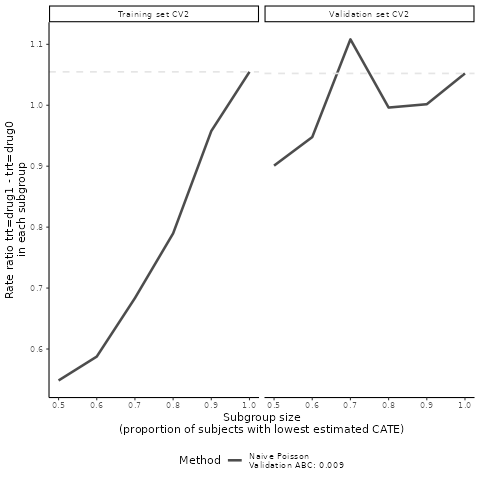 Training set CV2
Validation set CV2
Rate ratio trt=drug1 - trt=drug0
in each subgroup
1.1
1.0
0.9
0.8
0.7
0.6
0.5 0.6 0.7 0.8 0.9 1.0
0.5 0.6 0.7 0.8 0.9 1.0
Subgroup size
(proportion of subjects with lowest estimated CATE)
Method
Naive Poisson
Validation ABC: 0.009